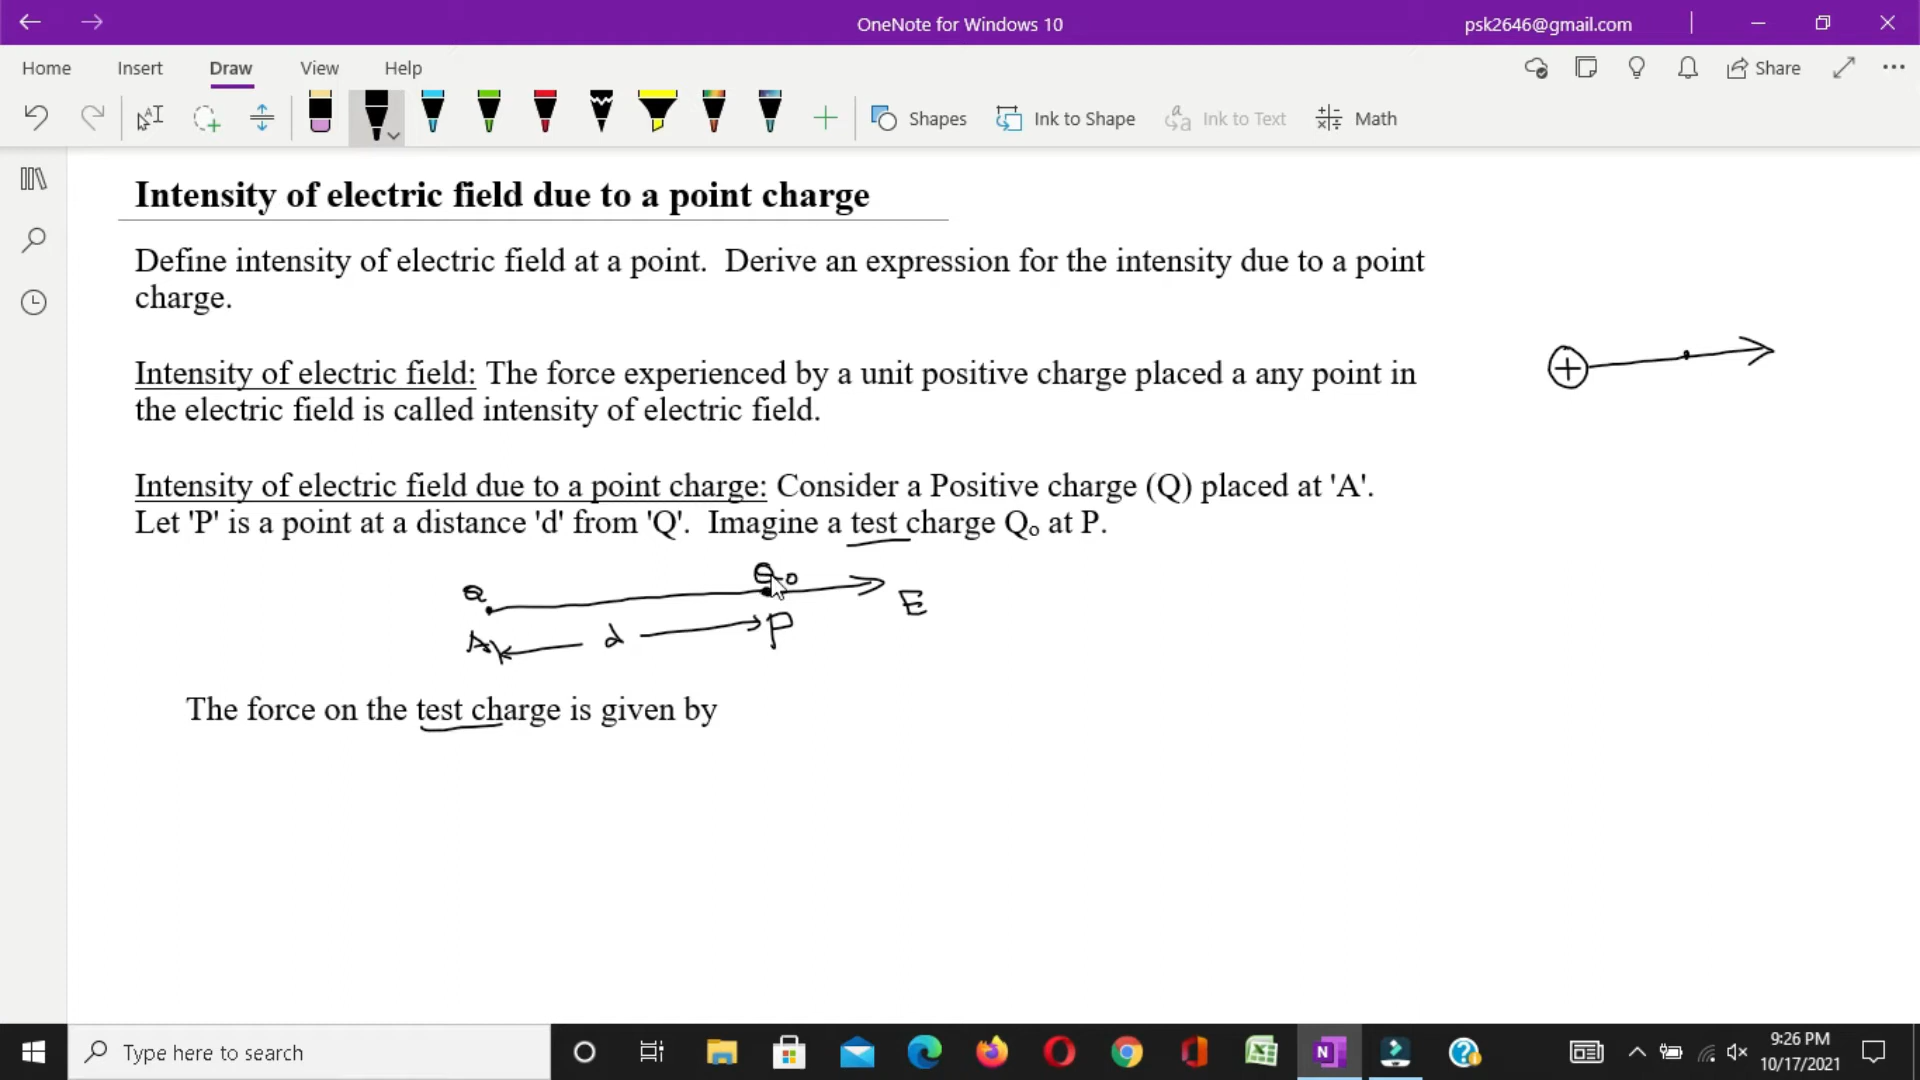 OneNote for Windows 10
psk2646@gmail.com
Home Insert Draw View Help
Share
Shapes Ink to Shape Ink to Text Math
Intensity of electric field due to a point charge
Define intensity of electric field at a point. Derive an expression for the intensity due to a point
charge.
Intensity of electric field: The force experienced by a unit positive charge placed a any point in
the electric field is called intensity of electric field.
Intensity of electric field due to a point charge: Consider a Positive charge (Q) placed at 'A'.
Let 'P' is a point at a distance 'd' from 'Q'. Imagine a test charge Q₀ at P.
Q Q₀ E
A d P
The force on the test charge is given by
Type here to search
9:26 PM
10/17/2021